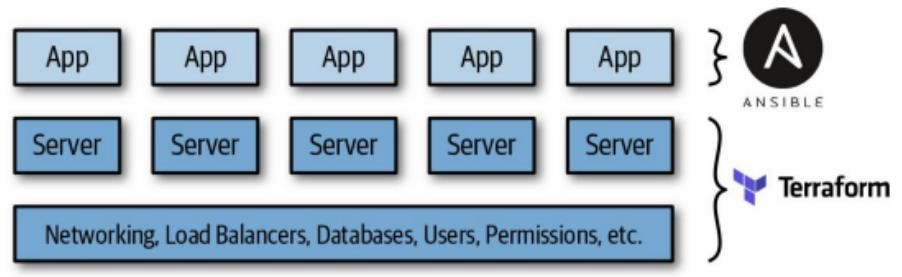 App App App App App
ANSIBLE
Server Server Server Server Server
Terraform
Networking, Load Balancers, Databases, Users, Permissions, etc.